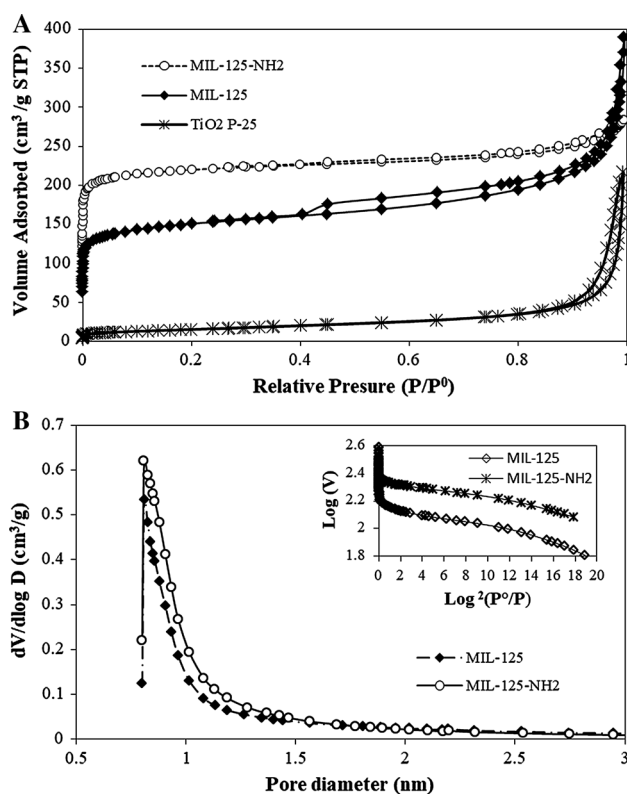 A
Volume Adsorbed (cm³/g STP)
400
350
300
250
200
150
100
50
0
MIL-125-NH2
MIL-125
TiO2 P-25
0
0.2
0.4
0.6
0.8
1
Relative Presure (P/P⁰)
B
dV/dlog D (cm³/g)
0.7
0.6
0.5
0.4
0.3
0.2
0.1
0
Log (V)
2.6
2.4
2.2
2
1.8
MIL-125
MIL-125-NH2
0 2 4 6 8 10 12 14 16 18 20
Log ²(P°/P)
MIL-125
MIL-125-NH2
0.5
1
1.5
2
2.5
3
Pore diameter (nm)